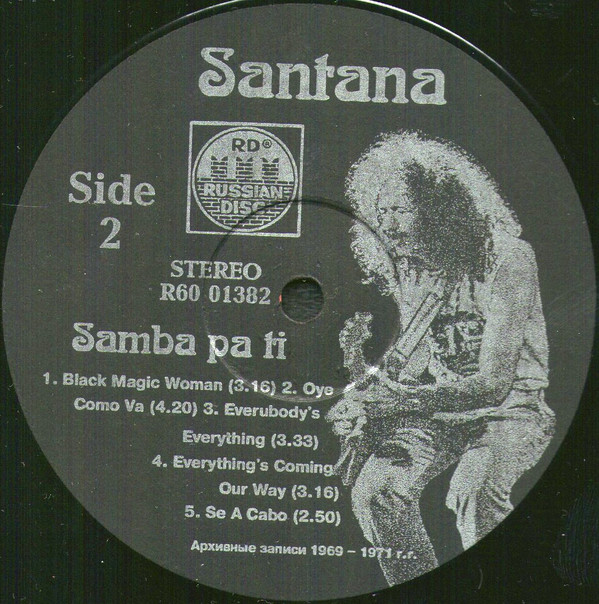 Santana
RD®
RUSSIAN
DISC
Side
2
STEREO
R60 01382
Samba pa ti
1. Black Magic Woman (3.16) 2. Oye
Como Va (4.20) 3. Everubody's
Everything (3.33)
4. Everything's Coming
Our Way (3.16)
5. Se A Cabo (2.50)
Архивные записи 1969 – 1971 г.г.